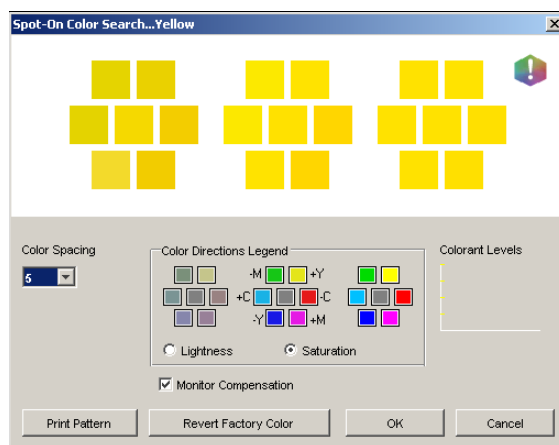 Spot-On Color Search...Yellow
!
Color Spacing
5
Color Directions Legend
-M +Y
+C -C
-Y +M
Lightness Saturation
Colorant Levels
Monitor Compensation
Print Pattern Revert Factory Color OK Cancel